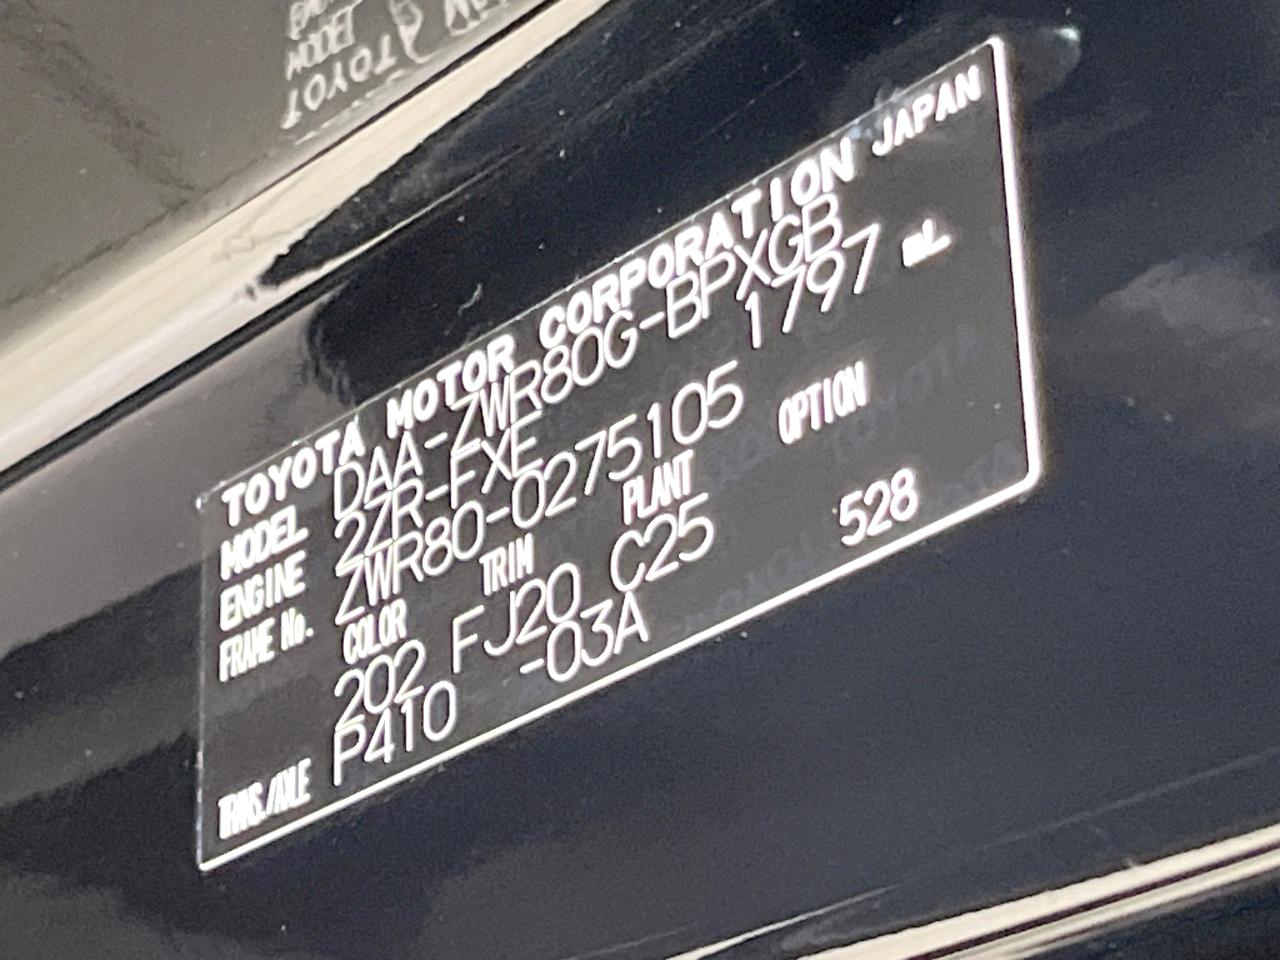 TOYOTA MOTOR CORPORATION JAPAN
MODEL DAA-ZWR80G-BPXGB
ENGINE 2ZR-FXE 1797 mL
FRAME No. ZWR80-0275105
COLOR TRIM PLANT OPTION
202 FJ20 C25 528
TRANS./AXLE P410 -03A